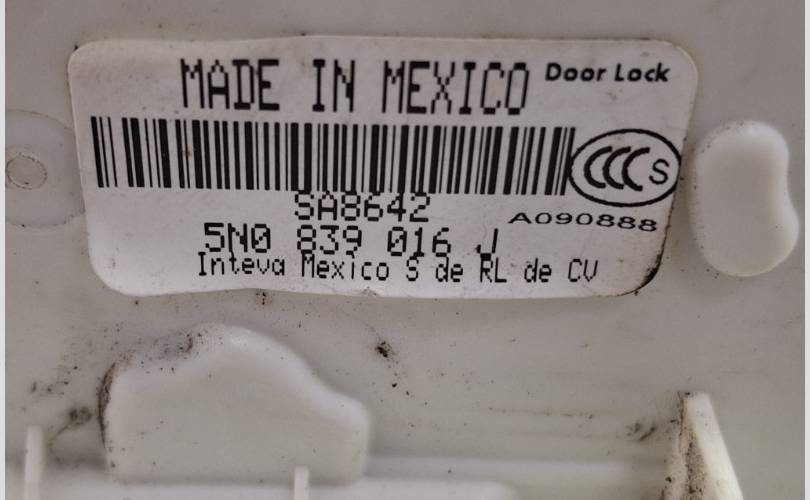 MADE IN MEXICO Door Lock
CCC S
SA8642
A090888
5N0 839 016 J
Inteva Mexico S de RL de CV